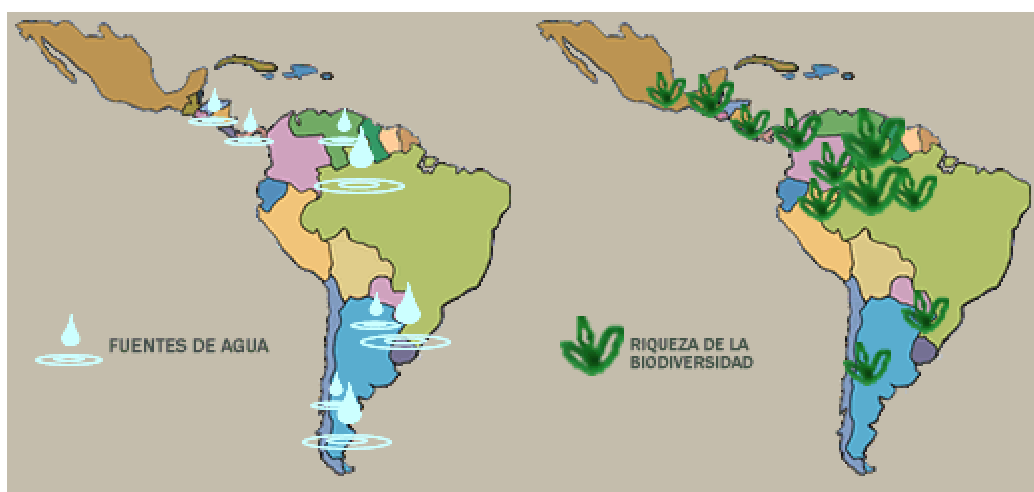 FUENTES DE AGUA
RIQUEZA DE LA
BIODIVERSIDAD